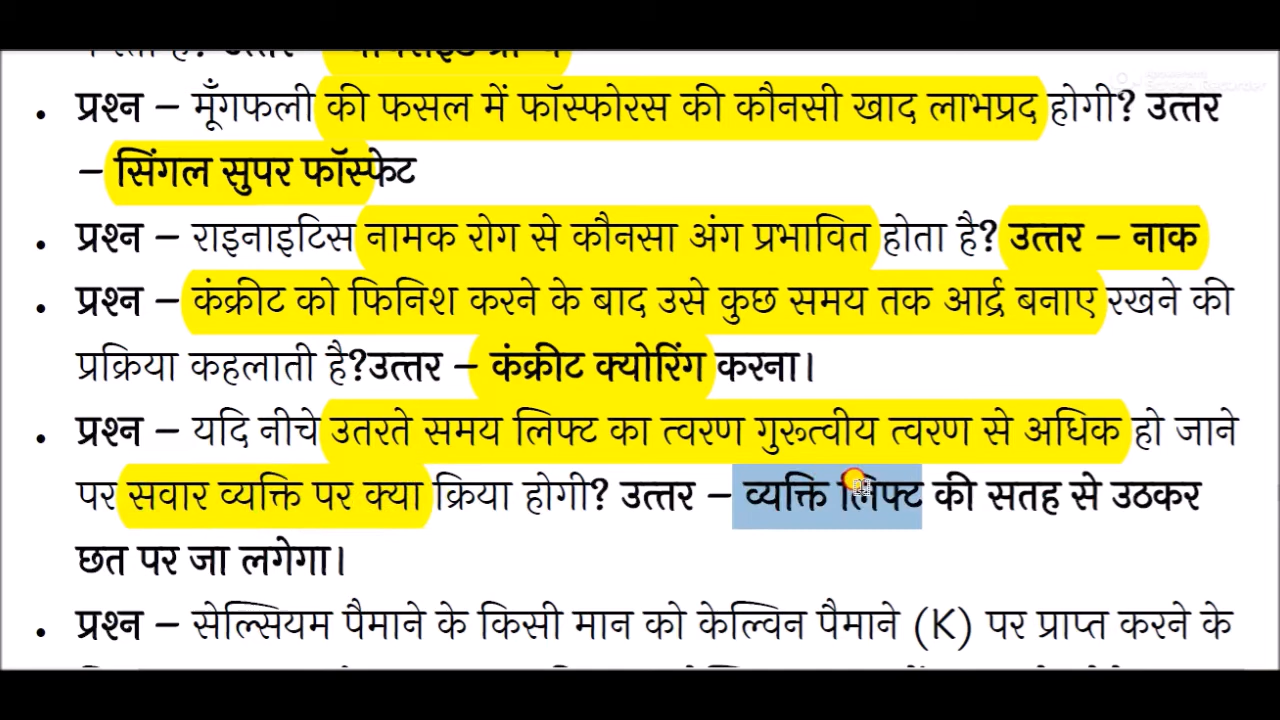 प्रश्न – मूँगफली की फसल में फॉस्फोरस की कौनसी खाद लाभप्रद होगी? उत्तर
– सिंगल सुपर फॉस्फेट
प्रश्न – राइनाइटिस नामक रोग से कौनसा अंग प्रभावित होता है? उत्तर – नाक
प्रश्न – कंक्रीट को फिनिश करने के बाद उसे कुछ समय तक आर्द्र बनाए रखने की
प्रक्रिया कहलाती है?उत्तर – कंक्रीट क्योरिंग करना।
प्रश्न – यदि नीचे उतरते समय लिफ्ट का त्वरण गुरूत्वीय त्वरण से अधिक हो जाने
पर सवार व्यक्ति पर क्या क्रिया होगी? उत्तर – व्यक्ति लिफ्ट की सतह से उठकर
छत पर जा लगेगा।
प्रश्न – सेल्सियम पैमाने के किसी मान को केल्विन पैमाने (K) पर प्राप्त करने के